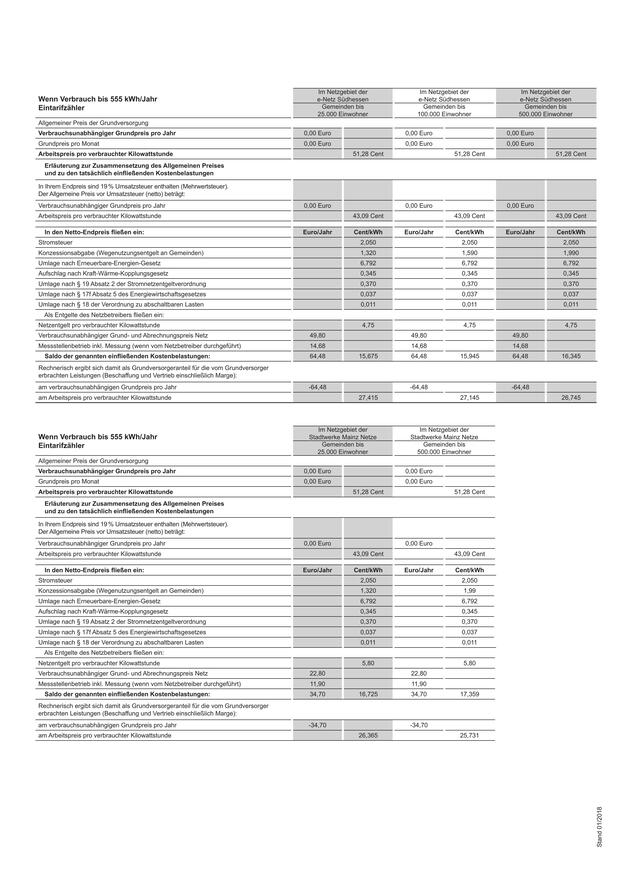 Im Netzgebiet der Im Netzgebiet der Im Netzgebiet der
Wenn Verbrauch bis 555 kWh/Jahr e-Netz Südhessen e-Netz Südhessen e-Netz Südhessen
Eintarifzähler Gemeinden bis Gemeinden bis Gemeinden bis
25.000 Einwohner 100.000 Einwohner 500.000 Einwohner
Allgemeiner Preis der Grundversorgung
Verbrauchsunabhängiger Grundpreis pro Jahr 0,00 Euro 0,00 Euro 0,00 Euro
Grundpreis pro Monat 0,00 Euro 0,00 Euro 0,00 Euro
Arbeitspreis pro verbrauchter Kilowattstunde 51,28 Cent 51,28 Cent 51,28 Cent
Erläuterung zur Zusammensetzung des Allgemeinen Preises
und zu den tatsächlich einfließenden Kostenbelastungen
In Ihrem Endpreis sind 19 % Umsatzsteuer enthalten (Mehrwertsteuer).
Der Allgemeine Preis vor Umsatzsteuer (netto) beträgt:
Verbrauchsunabhängiger Grundpreis pro Jahr 0,00 Euro 0,00 Euro 0,00 Euro
Arbeitspreis pro verbrauchter Kilowattstunde 43,09 Cent 43,09 Cent 43,09 Cent
In den Netto-Endpreis fließen ein: Euro/Jahr Cent/kWh Euro/Jahr Cent/kWh Euro/Jahr Cent/kWh
Stromsteuer 2,050 2,050 2,050
Konzessionsabgabe (Wegenutzungsentgelt an Gemeinden) 1,320 1,590 1,990
Umlage nach Erneuerbare-Energien-Gesetz 6,792 6,792 6,792
Aufschlag nach Kraft-Wärme-Kopplungsgesetz 0,345 0,345 0,345
Umlage nach § 19 Absatz 2 der Stromnetzentgeltverordnung 0,370 0,370 0,370
Umlage nach § 17f Absatz 5 des Energiewirtschaftsgesetzes 0,037 0,037 0,037
Umlage nach § 18 der Verordnung zu abschaltbaren Lasten 0,011 0,011 0,011
Als Entgelte des Netzbetreibers fließen ein:
Netzentgelt pro verbrauchter Kilowattstunde 4,75 4,75 4,75
Verbrauchsunabhängiger Grund- und Abrechnungspreis Netz 49,80 49,80 49,80
Messstellenbetrieb inkl. Messung (wenn vom Netzbetreiber durchgeführt) 14,68 14,68 14,68
Saldo der genannten einfließenden Kostenbelastungen: 64,48 15,675 64,48 15,945 64,48 16,345
Rechnerisch ergibt sich damit als Grundversorgeranteil für die vom Grundversorger
erbrachten Leistungen (Beschaffung und Vertrieb einschließlich Marge):
am verbrauchsunabhängigen Grundpreis pro Jahr -64,48 -64,48 -64,48
am Arbeitspreis pro verbrauchter Kilowattstunde 27,415 27,145 26,745
Im Netzgebiet der Im Netzgebiet der
Wenn Verbrauch bis 555 kWh/Jahr Stadtwerke Mainz Netze Stadtwerke Mainz Netze
Eintarifzähler Gemeinden bis Gemeinden bis
25.000 Einwohner 500.000 Einwohner
Allgemeiner Preis der Grundversorgung
Verbrauchsunabhängiger Grundpreis pro Jahr 0,00 Euro 0,00 Euro
Grundpreis pro Monat 0,00 Euro 0,00 Euro
Arbeitspreis pro verbrauchter Kilowattstunde 51,28 Cent 51,28 Cent
Erläuterung zur Zusammensetzung des Allgemeinen Preises
und zu den tatsächlich einfließenden Kostenbelastungen
In Ihrem Endpreis sind 19 % Umsatzsteuer enthalten (Mehrwertsteuer).
Der Allgemeine Preis vor Umsatzsteuer (netto) beträgt:
Verbrauchsunabhängiger Grundpreis pro Jahr 0,00 Euro 0,00 Euro
Arbeitspreis pro verbrauchter Kilowattstunde 43,09 Cent 43,09 Cent
In den Netto-Endpreis fließen ein: Euro/Jahr Cent/kWh Euro/Jahr Cent/kWh
Stromsteuer 2,050 2,050
Konzessionsabgabe (Wegenutzungsentgelt an Gemeinden) 1,320 1,99
Umlage nach Erneuerbare-Energien-Gesetz 6,792 6,792
Aufschlag nach Kraft-Wärme-Kopplungsgesetz 0,345 0,345
Umlage nach § 19 Absatz 2 der Stromnetzentgeltverordnung 0,370 0,370
Umlage nach § 17f Absatz 5 des Energiewirtschaftsgesetzes 0,037 0,037
Umlage nach § 18 der Verordnung zu abschaltbaren Lasten 0,011 0,011
Als Entgelte des Netzbetreibers fließen ein:
Netzentgelt pro verbrauchter Kilowattstunde 5,80 5,80
Verbrauchsunabhängiger Grund- und Abrechnungspreis Netz 22,80 22,80
Messstellenbetrieb inkl. Messung (wenn vom Netzbetreiber durchgeführt) 11,90 11,90
Saldo der genannten einfließenden Kostenbelastungen: 34,70 16,725 34,70 17,359
Rechnerisch ergibt sich damit als Grundversorgeranteil für die vom Grundversorger
erbrachten Leistungen (Beschaffung und Vertrieb einschließlich Marge):
am verbrauchsunabhängigen Grundpreis pro Jahr -34,70 -34,70
am Arbeitspreis pro verbrauchter Kilowattstunde 26,365 25,731
Stand 01/2018